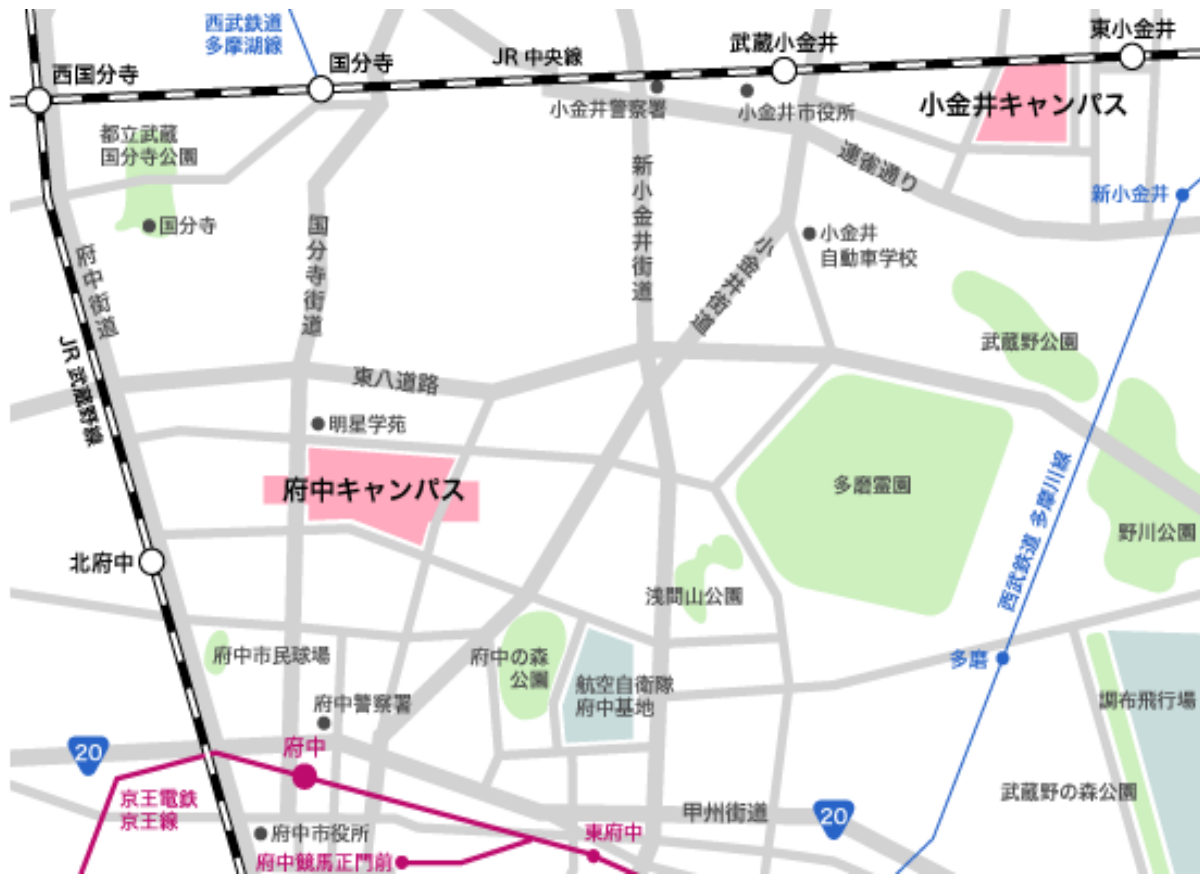 西武鉄道
多摩湖線
西国分寺
国分寺
JR 中央線
武蔵小金井
東小金井
小金井警察署
小金井市役所
小金井キャンパス
都立武蔵
国分寺公園
国分寺
連雀通り
新小金井
新小金井街道
国分寺街道
府中街道
小金井街道
小金井
自動車学校
JR 武蔵野線
武蔵野公園
東八道路
明星学苑
府中キャンパス
多磨霊園
西武鉄道 多摩川線
野川公園
北府中
浅間山公園
府中市民球場
府中の森
公園
航空自衛隊
府中基地
多磨
調布飛行場
府中警察署
20
府中
京王電鉄
京王線
武蔵野の森公園
甲州街道
20
府中市役所
東府中
府中競馬正門前